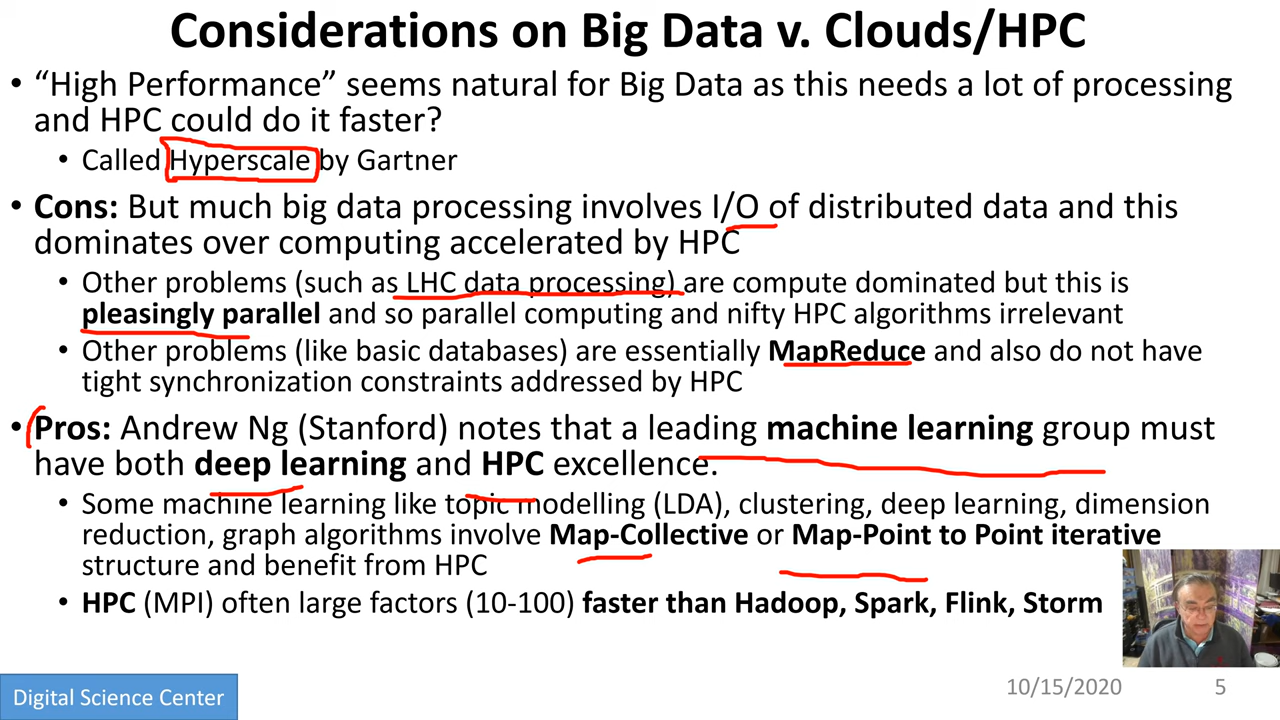 Considerations on Big Data v. Clouds/HPC
• “High Performance” seems natural for Big Data as this needs a lot of processing
and HPC could do it faster?
• Called Hyperscale by Gartner
• Cons: But much big data processing involves I/O of distributed data and this
dominates over computing accelerated by HPC
• Other problems (such as LHC data processing) are compute dominated but this is
pleasingly parallel and so parallel computing and nifty HPC algorithms irrelevant
• Other problems (like basic databases) are essentially MapReduce and also do not have
tight synchronization constraints addressed by HPC
• Pros: Andrew Ng (Stanford) notes that a leading machine learning group must
have both deep learning and HPC excellence.
• Some machine learning like topic modelling (LDA), clustering, deep learning, dimension
reduction, graph algorithms involve Map-Collective or Map-Point to Point iterative
structure and benefit from HPC
• HPC (MPI) often large factors (10-100) faster than Hadoop, Spark, Flink, Storm
Digital Science Center
10/15/2020
5